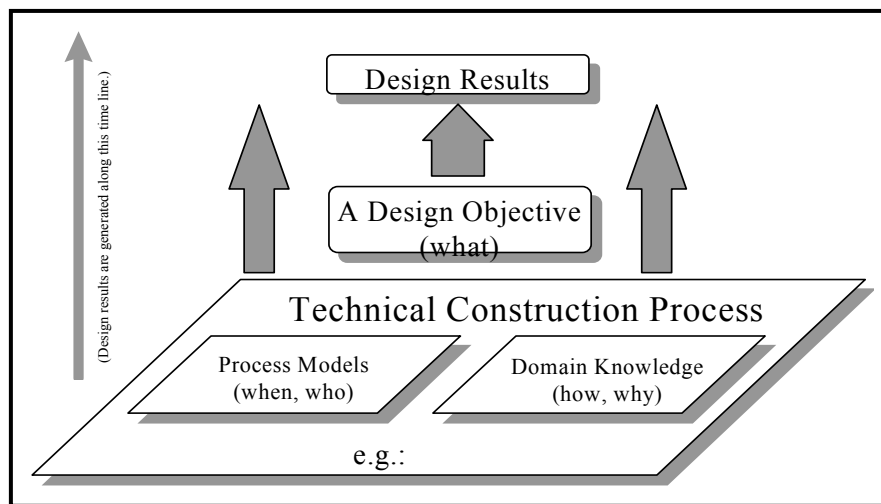 (Design results are generated along this time line.)
Design Results
A Design Objective
(what)
Technical Construction Process
Process Models
(when, who)
Domain Knowledge
(how, why)
e.g.: